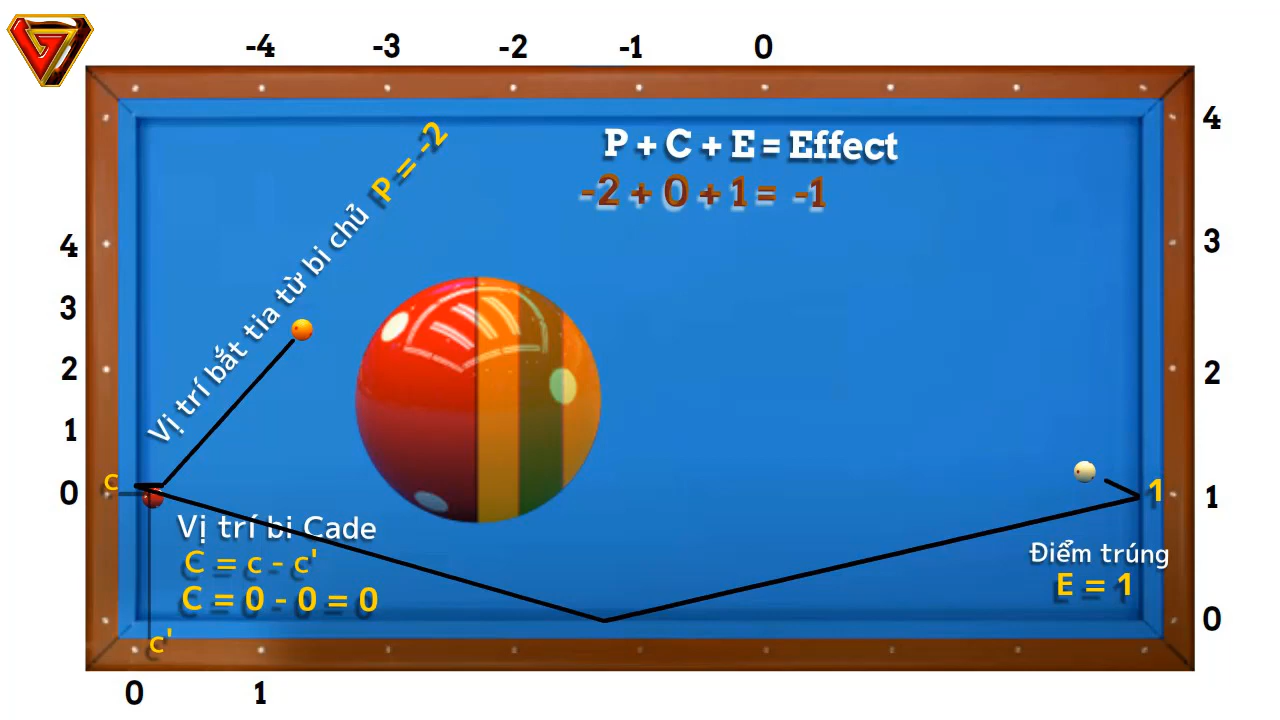 -4 -3 -2 -1 0
P + C + E = Effect
-2 + 0 + 1 = -1
Vị trí bắt tia từ bi chủ P = -2
4
3
2
1
0
4
3
2
1
0
c
1
Vị trí bi Cade
C = c - c'
C = 0 - 0 = 0
Điểm trúng
E = 1
c'
0 1